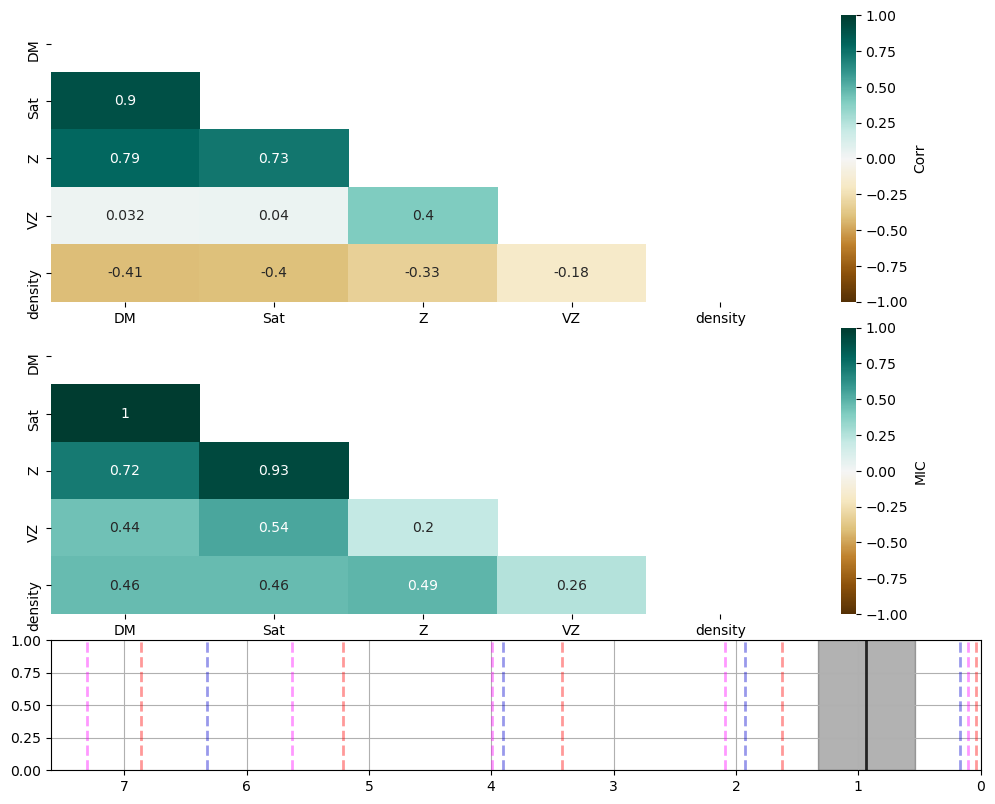 DM
Sat
Z
VZ
density
0.9
0.79 0.73
0.032 0.04 0.4
-0.41 -0.4 -0.33 -0.18
DM Sat Z VZ density
1.00
0.75
0.50
0.25
0.00
−0.25
−0.50
−0.75
−1.00
Corr
DM
Sat
Z
VZ
density
1
0.72 0.93
0.44 0.54 0.2
0.46 0.46 0.49 0.26
DM Sat Z VZ density
1.00
0.75
0.50
0.25
0.00
−0.25
−0.50
−0.75
−1.00
MIC
1.00
0.75
0.50
0.25
0.00
7 6 5 4 3 2 1 0